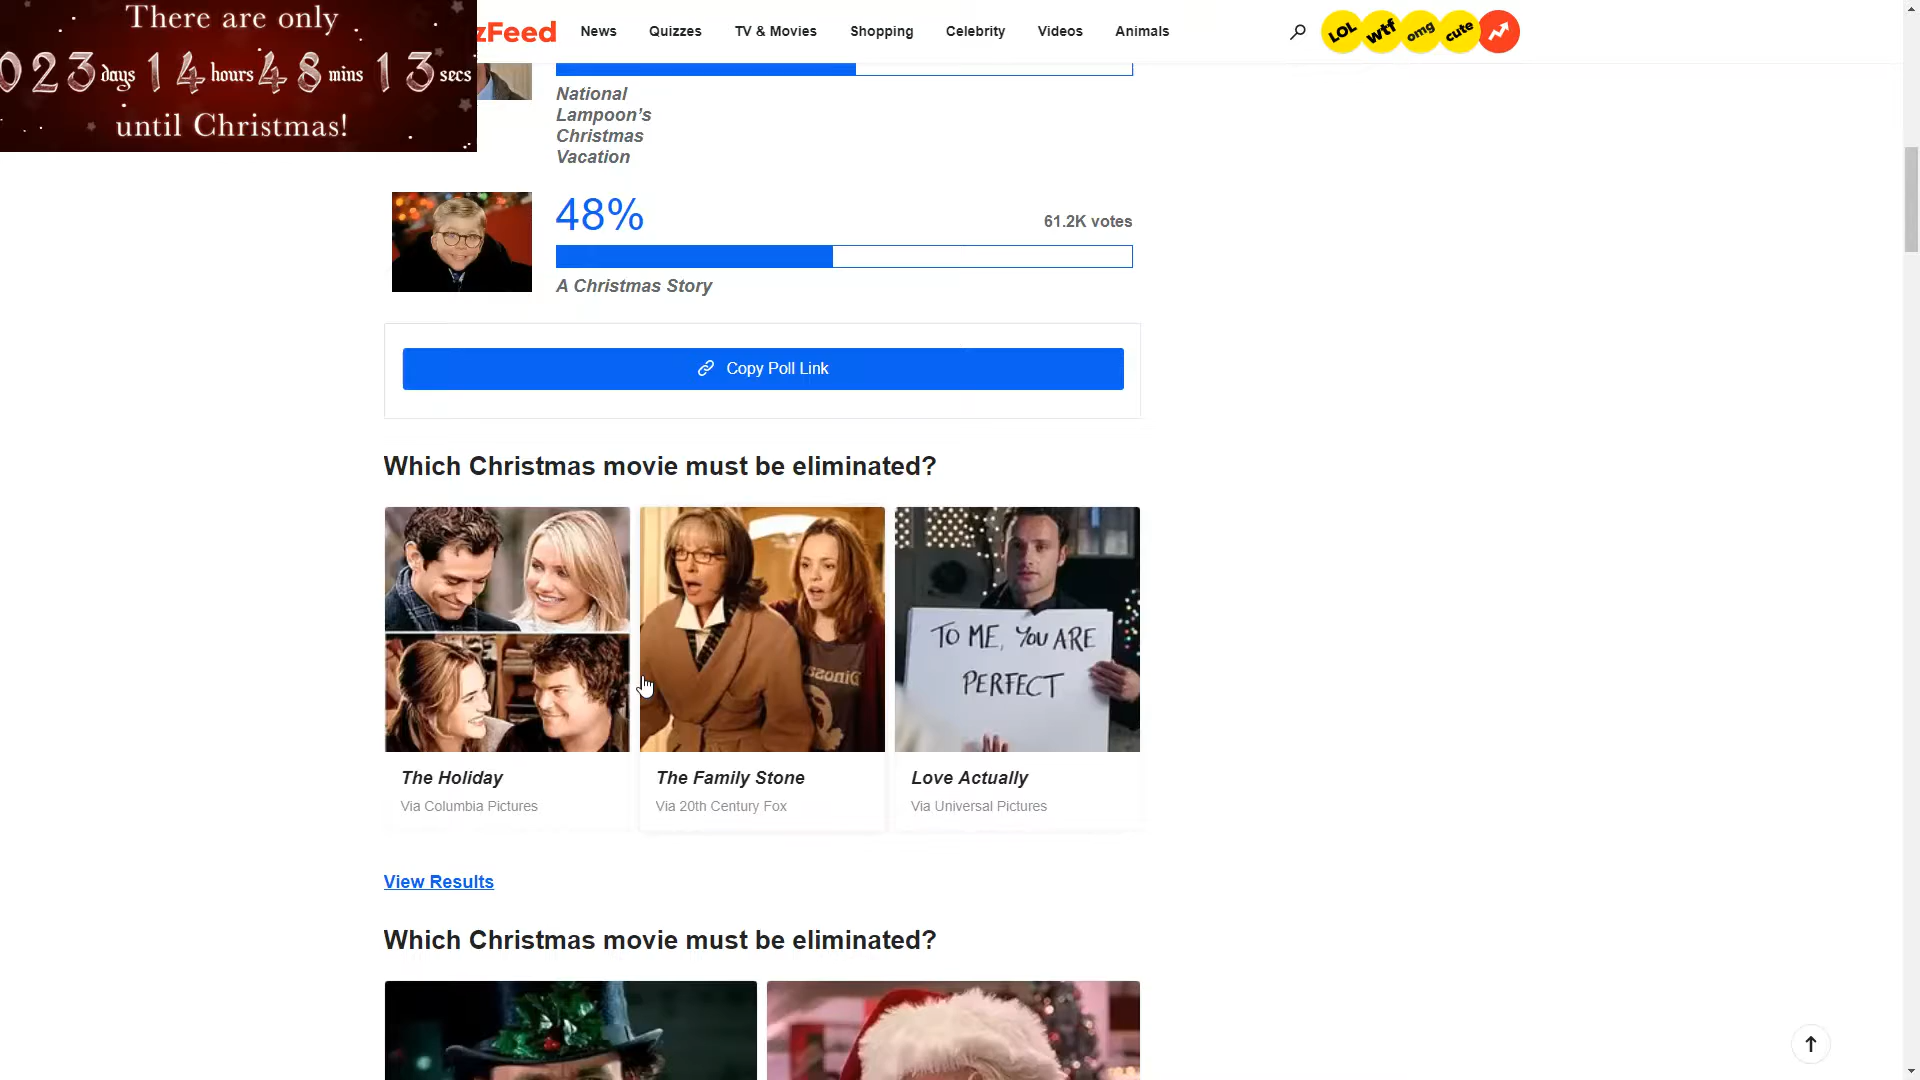 There are only
023 days 14 hours 48 mins 13 secs
until Christmas!
zFeed
News
Quizzes
TV & Movies
Shopping
Celebrity
Videos
Animals
LOL
wtf
omg
cute
National
Lampoon's
Christmas
Vacation
48%
61.2K votes
A Christmas Story
Copy Poll Link
Which Christmas movie must be eliminated?
TO ME, YOU ARE
PERFECT
The Holiday
Via Columbia Pictures
The Family Stone
Via 20th Century Fox
Love Actually
Via Universal Pictures
View Results
Which Christmas movie must be eliminated?